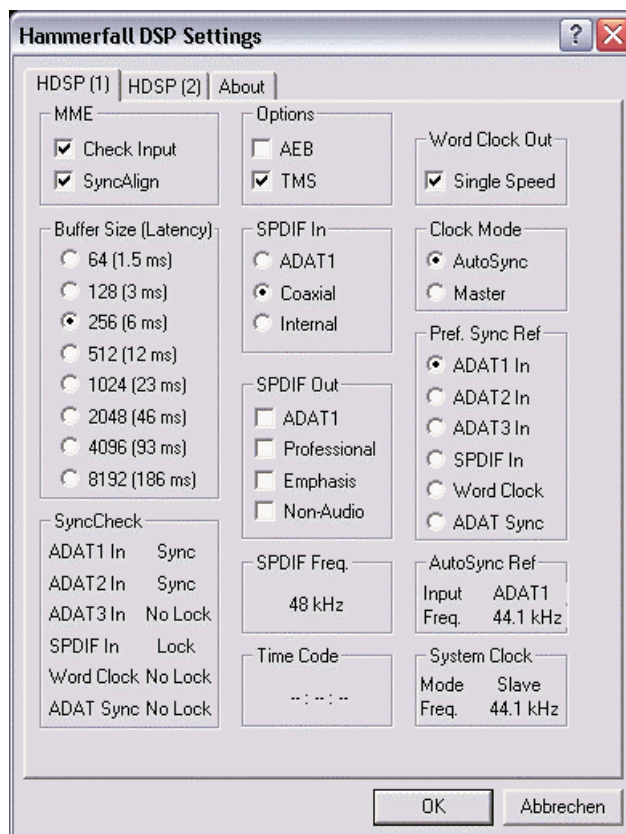 Hammerfall DSP Settings
HDSP (1)
HDSP (2)
About
MME
Check Input
SyncAlign
Buffer Size (Latency)
64 (1.5 ms)
128 (3 ms)
256 (6 ms)
512 (12 ms)
1024 (23 ms)
2048 (46 ms)
4096 (93 ms)
8192 (186 ms)
SyncCheck
ADAT1 In Sync
ADAT2 In Sync
ADAT3 In No Lock
SPDIF In Lock
Word Clock No Lock
ADAT Sync No Lock
Options
AEB
TMS
SPDIF In
ADAT1
Coaxial
Internal
SPDIF Out
ADAT1
Professional
Emphasis
Non-Audio
SPDIF Freq.
48 kHz
Time Code
-- : -- : --
Word Clock Out
Single Speed
Clock Mode
AutoSync
Master
Pref. Sync Ref
ADAT1 In
ADAT2 In
ADAT3 In
SPDIF In
Word Clock
ADAT Sync
AutoSync Ref
Input ADAT1
Freq. 44.1 kHz
System Clock
Mode Slave
Freq. 44.1 kHz
OK
Abbrechen